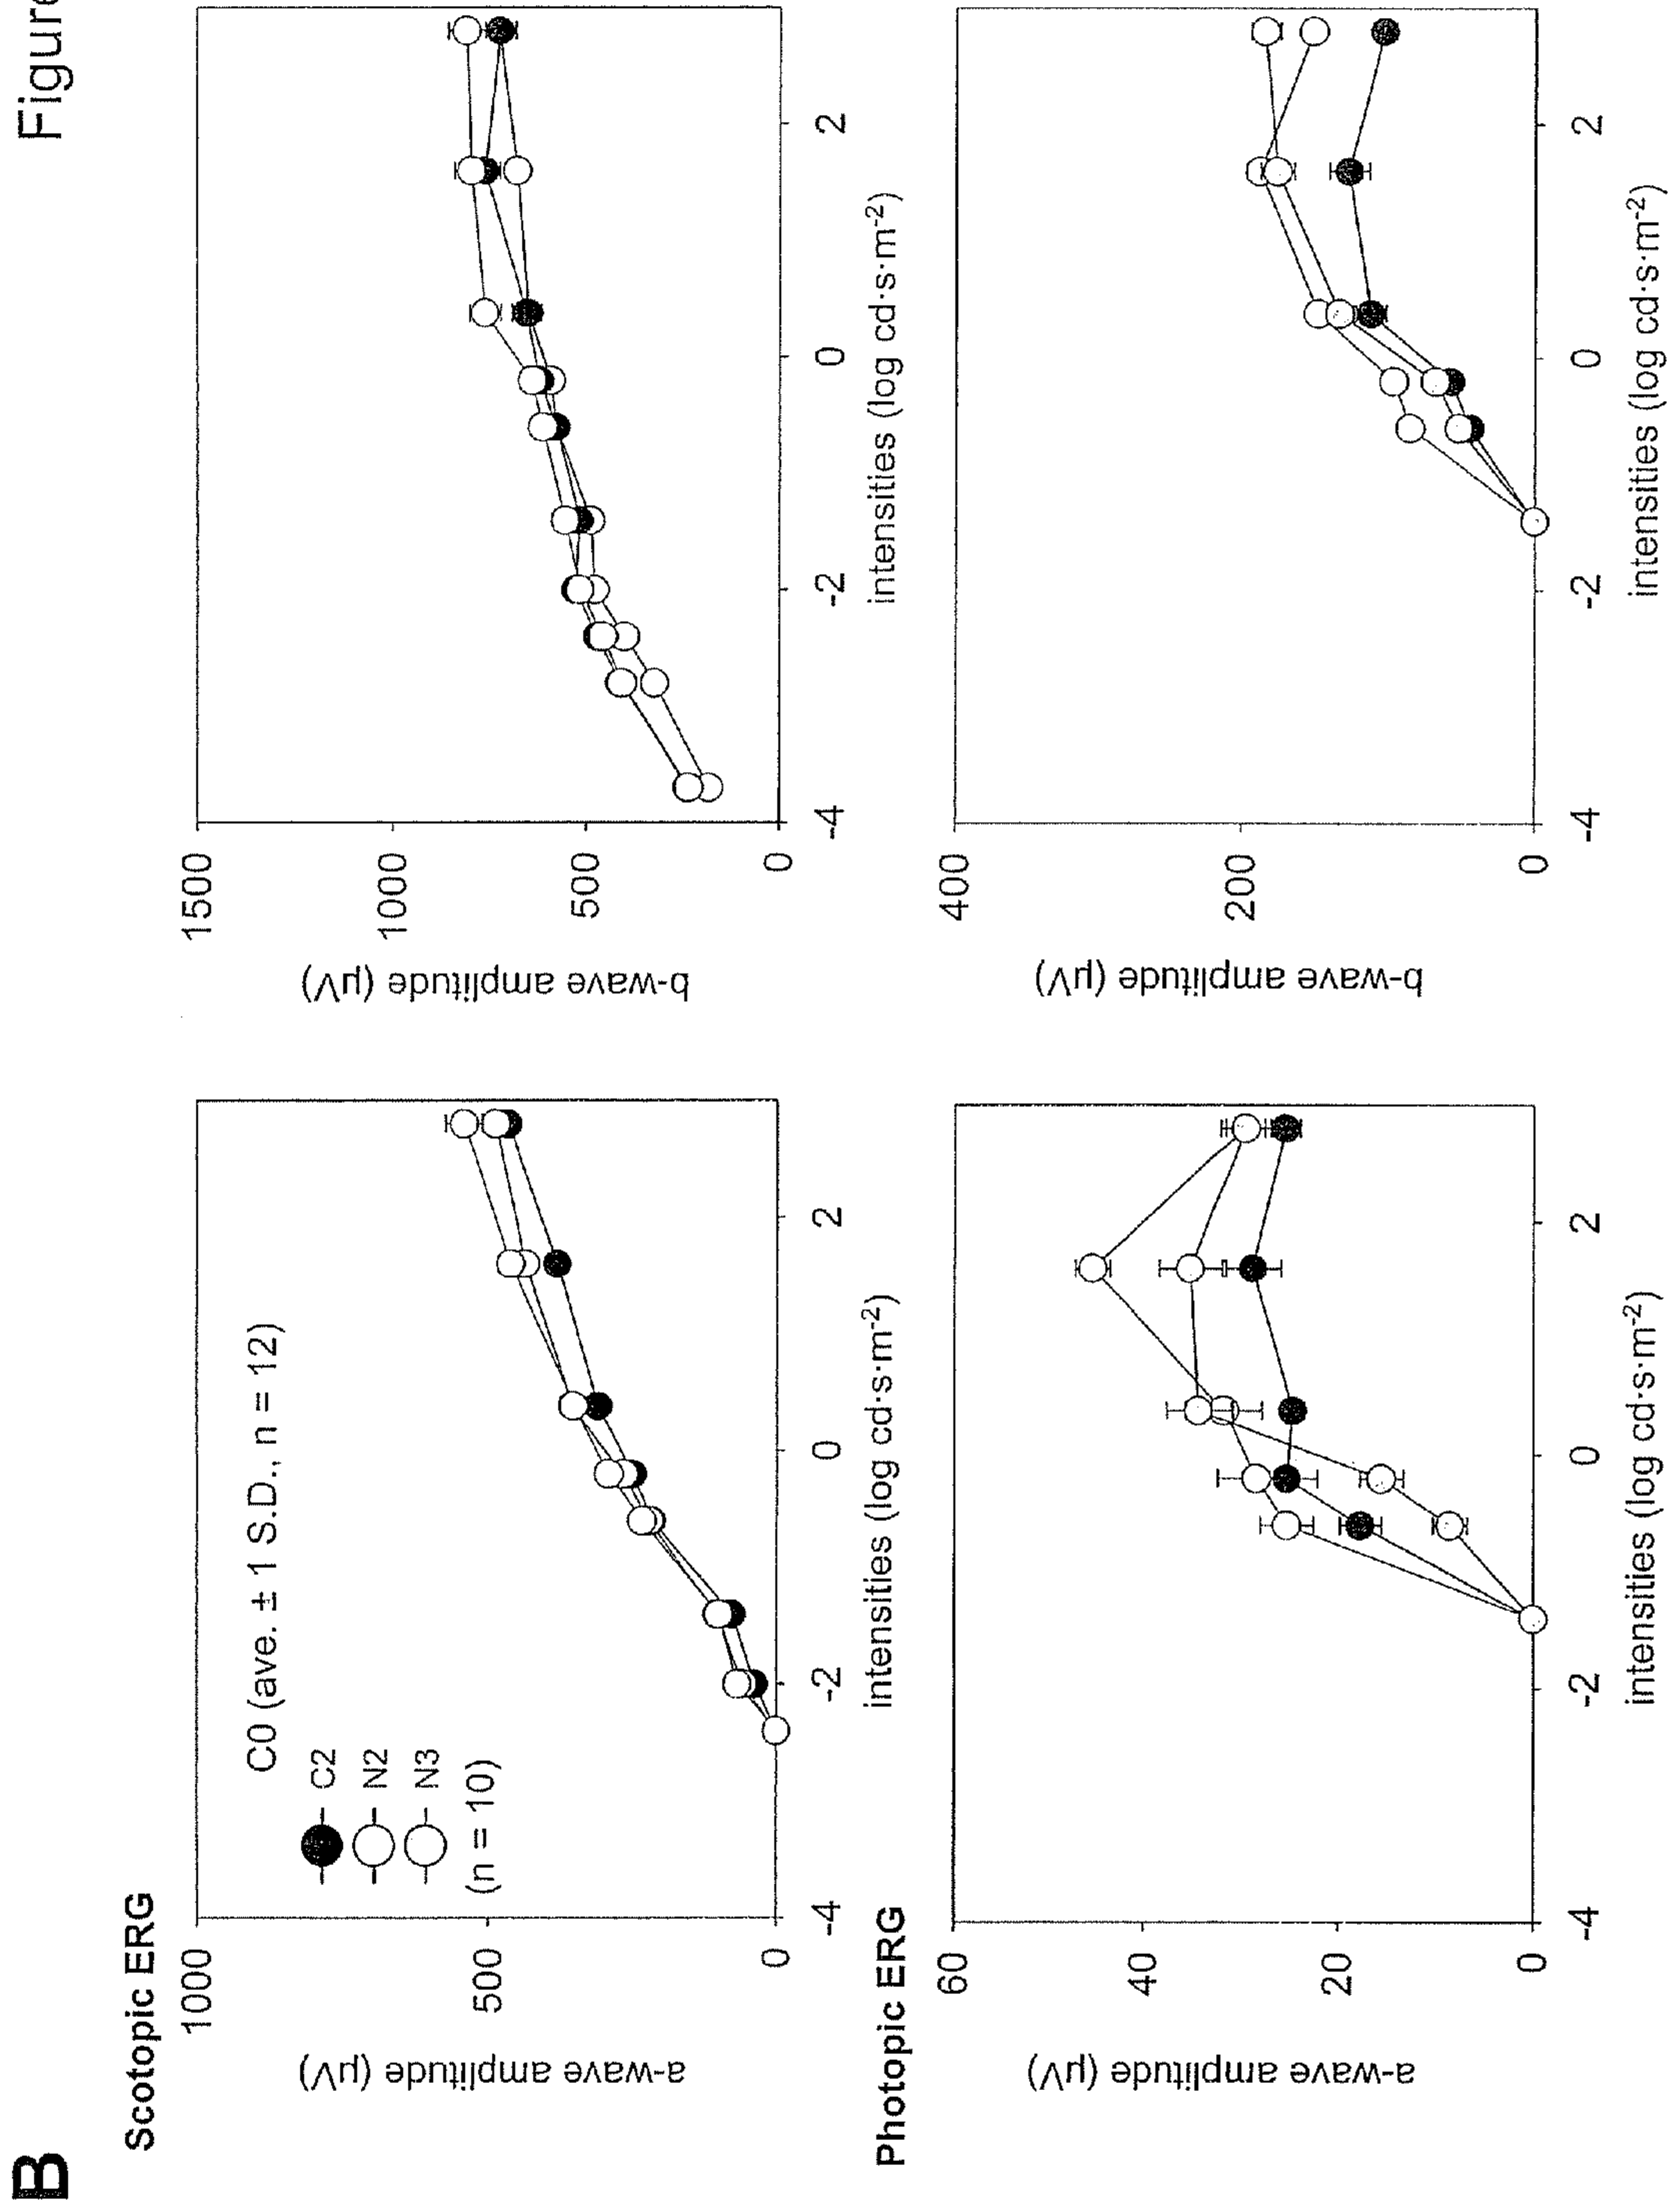 Figure
B
Scotopic ERG
1000
500
0
a-wave amplitude (µV)
C0 (ave. ± 1 S.D., n = 12)
C2
N2
N3
(n = 10)
-4
-2
0
2
intensities (log cd·s·m-2)
1500
1000
500
0
b-wave amplitude (µV)
-4
-2
0
2
intensities (log cd·s·m-2)
Photopic ERG
60
40
20
0
a-wave amplitude (µV)
-4
-2
0
2
intensities (log cd·s·m-2)
400
200
0
b-wave amplitude (µV)
-4
-2
0
2
intensities (log cd·s·m-2)